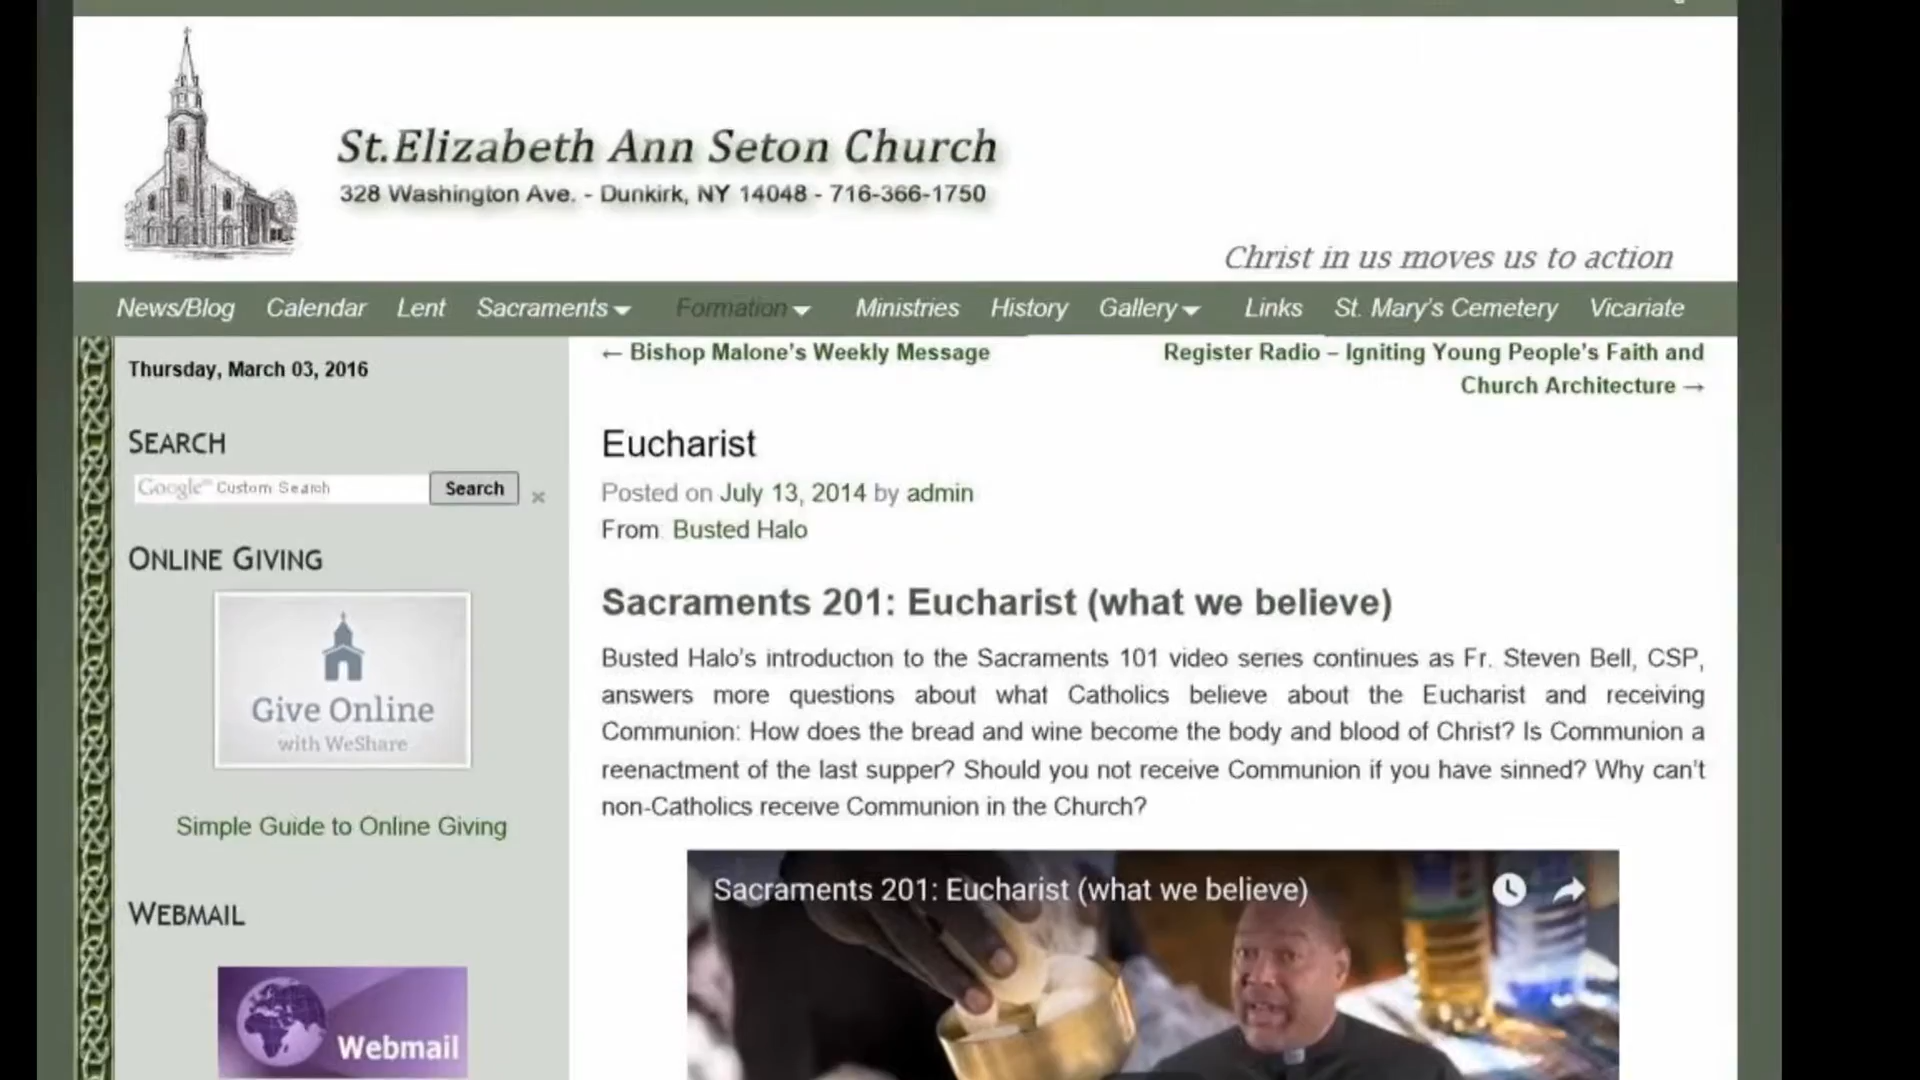 St.Elizabeth Ann Seton Church
328 Washington Ave. - Dunkirk, NY 14048 - 716-366-1750
Christ in us moves us to action
News/Blog Calendar Lent Sacraments Formation Ministries History Gallery Links St. Mary's Cemetery Vicariate
Thursday, March 03, 2016
SEARCH
Google™ Custom Search
Search
×
ONLINE GIVING
Give Online
with WeShare
Simple Guide to Online Giving
WEBMAIL
Webmail
← Bishop Malone's Weekly Message
Register Radio – Igniting Young People's Faith and
Church Architecture →
Eucharist
Posted on July 13, 2014 by admin
From Busted Halo
Sacraments 201: Eucharist (what we believe)
Busted Halo's introduction to the Sacraments 101 video series continues as Fr. Steven Bell, CSP,
answers more questions about what Catholics believe about the Eucharist and receiving
Communion: How does the bread and wine become the body and blood of Christ? Is Communion a
reenactment of the last supper? Should you not receive Communion if you have sinned? Why can't
non-Catholics receive Communion in the Church?
Sacraments 201: Eucharist (what we believe)